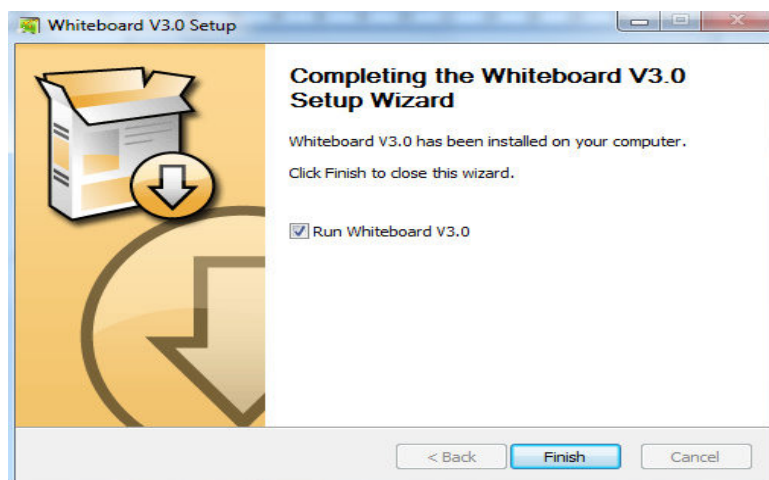 Whiteboard V3.0 Setup
Completing the Whiteboard V3.0
Setup Wizard
Whiteboard V3.0 has been installed on your computer.
Click Finish to close this wizard.
Run Whiteboard V3.0
< Back
Finish
Cancel